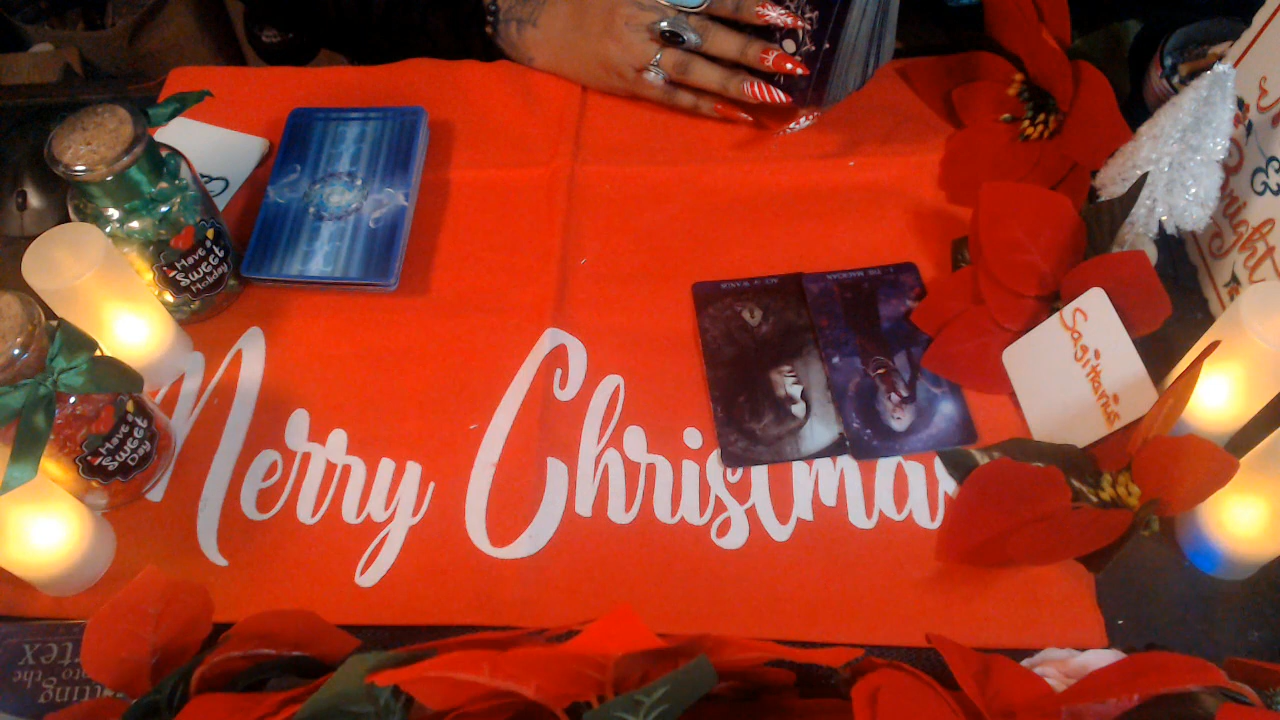 I Have
SWEET
Holiday
I Have
SWEET
Day
Merry Christmas
ACE OF WANDS
I · THE MAGICIAN
Sagittarius